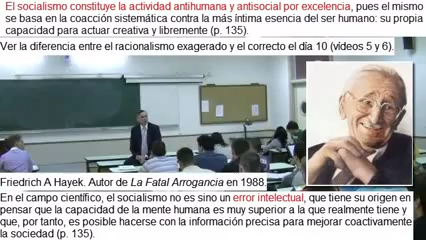 El socialismo constituye la actividad antihumana y antisocial por excelencia, pues el mismo
se basa en la coacción sistemática contra la más íntima esencia del ser humano: su propia
capacidad para actuar creativa y libremente (p. 135).
Ver la diferencia entre el racionalismo exagerado y el correcto el día 10 (vídeos 5 y 6).
Friedrich A Hayek. Autor de La Fatal Arrogancia en 1988.
En el campo científico, el socialismo no es sino un error intelectual, que tiene su origen en
pensar que la capacidad de la mente humana es muy superior a la que realmente tiene y
que, por tanto, es posible hacerse con la información precisa para mejorar coactivamente
la sociedad (p. 135).